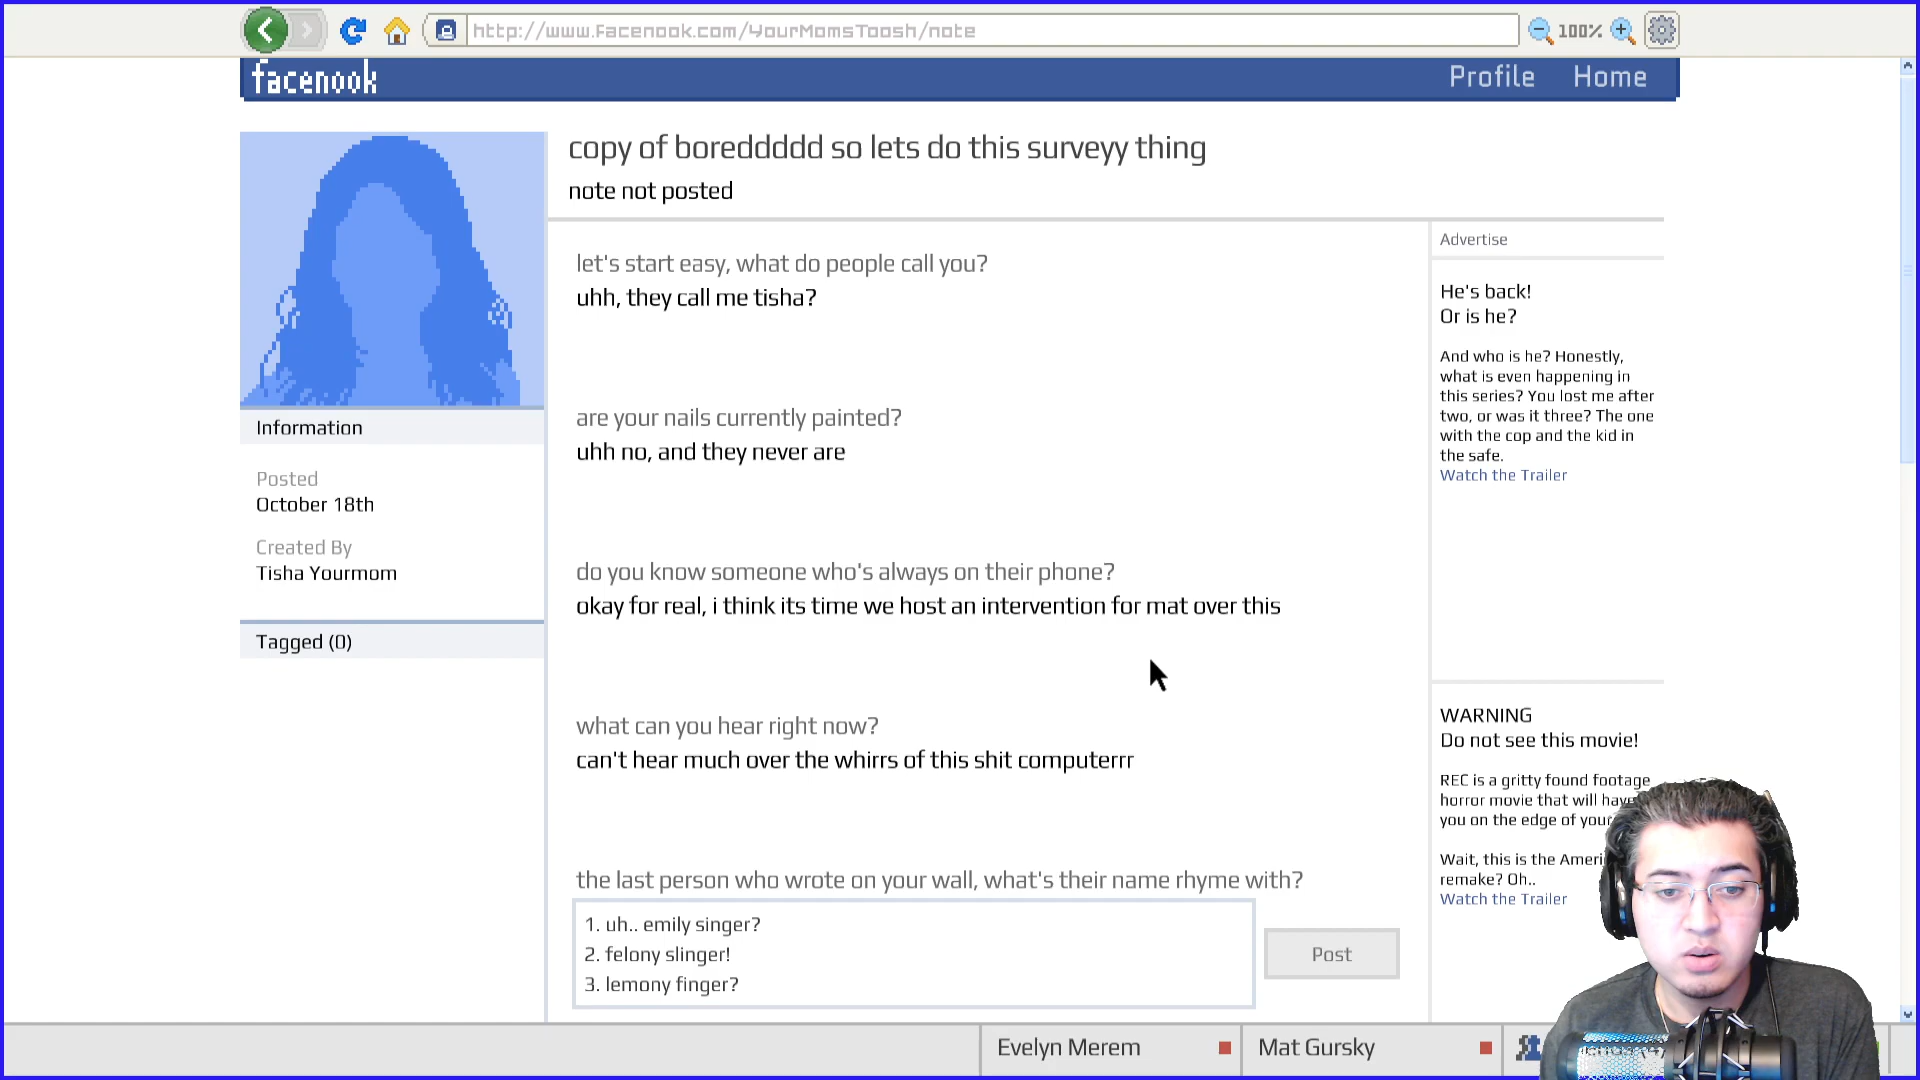 http://www.facenook.com/YourMomsToosh/note
100%
facenook
Profile
Home
copy of boreddddd so lets do this surveyy thing
note not posted
let's start easy, what do people call you?
uhh, they call me tisha?
are your nails currently painted?
uhh no, and they never are
do you know someone who's always on their phone?
okay for real, i think its time we host an intervention for mat over this
what can you hear right now?
can't hear much over the whirrs of this shit computerrr
the last person who wrote on your wall, what's their name rhyme with?
1. uh.. emily singer?
2. felony slinger!
3. lemony finger?
Post
Information
Posted
October 18th
Created By
Tisha Yourmom
Tagged (0)
Advertise
He's back!
Or is he?
And who is he? Honestly,
what is even happening in
this series? You lost me after
two, or was it three? The one
with the cop and the kid in
the safe.
Watch the Trailer
WARNING
Do not see this movie!
REC is a gritty found footage
horror movie that will have
you on the edge of your
Wait, this is the
remake? Oh..
Watch the Trailer
Evelyn Merem
Mat Gursky